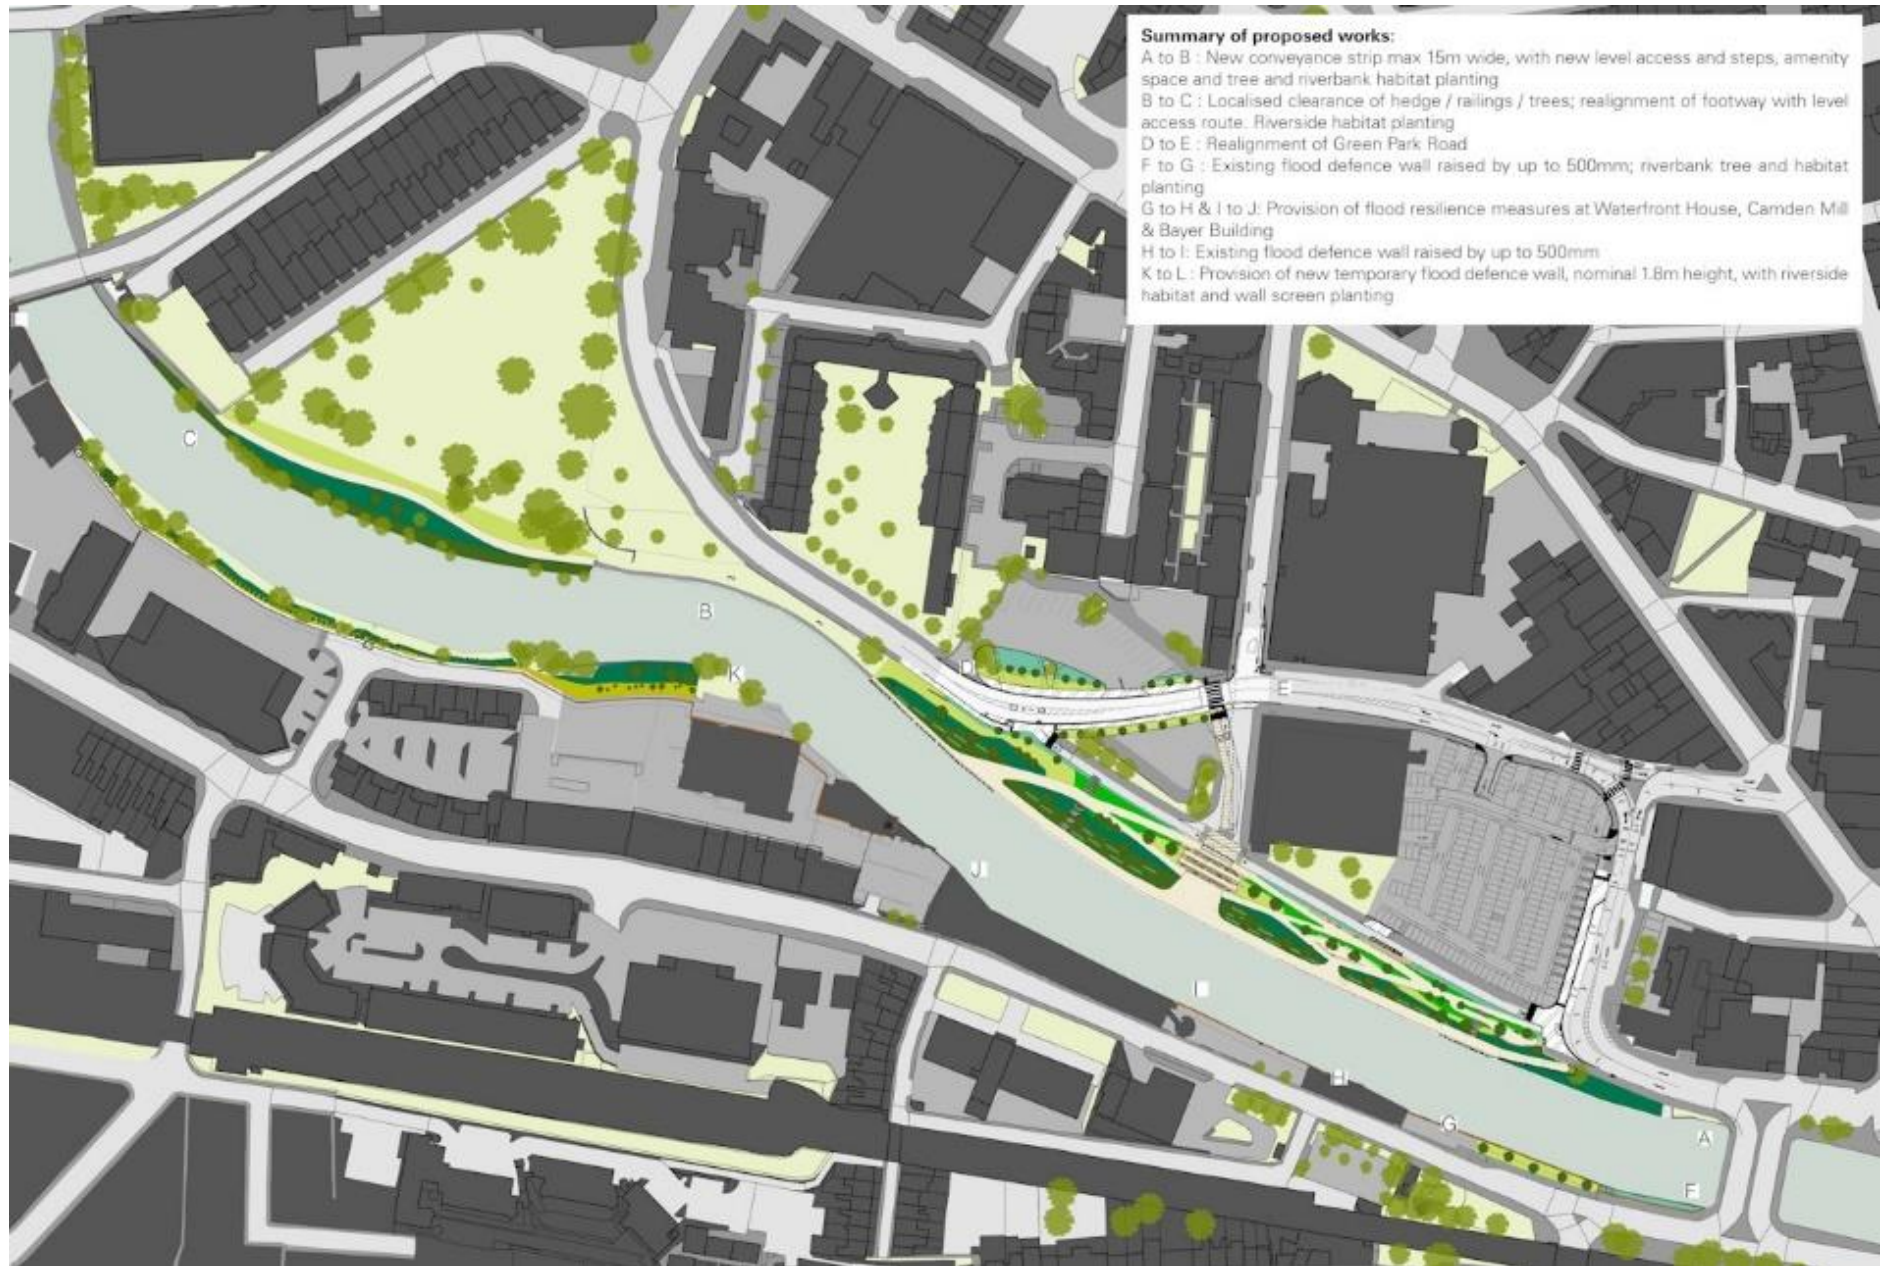 Summary of proposed works:
A to B : New conveyance strip max 15m wide, with new level access and steps, amenity
space and tree and riverbank habitat planting
B to C : Localised clearance of hedge / railings / trees; realignment of footway with level
access route. Riverside habitat planting
D to E : Realignment of Green Park Road
F to G : Existing flood defence wall raised by up to 500mm; riverbank tree and habitat
planting
G to H & I to J: Provision of flood resilience measures at Waterfront House, Camden Mill
& Bayer Building
H to I: Existing flood defence wall raised by up to 500mm
K to L : Provision of new temporary flood defence wall, nominal 1.8m height, with riverside
habitat and wall screen planting
C
B
K
D
E
J
I
H
G
A
F